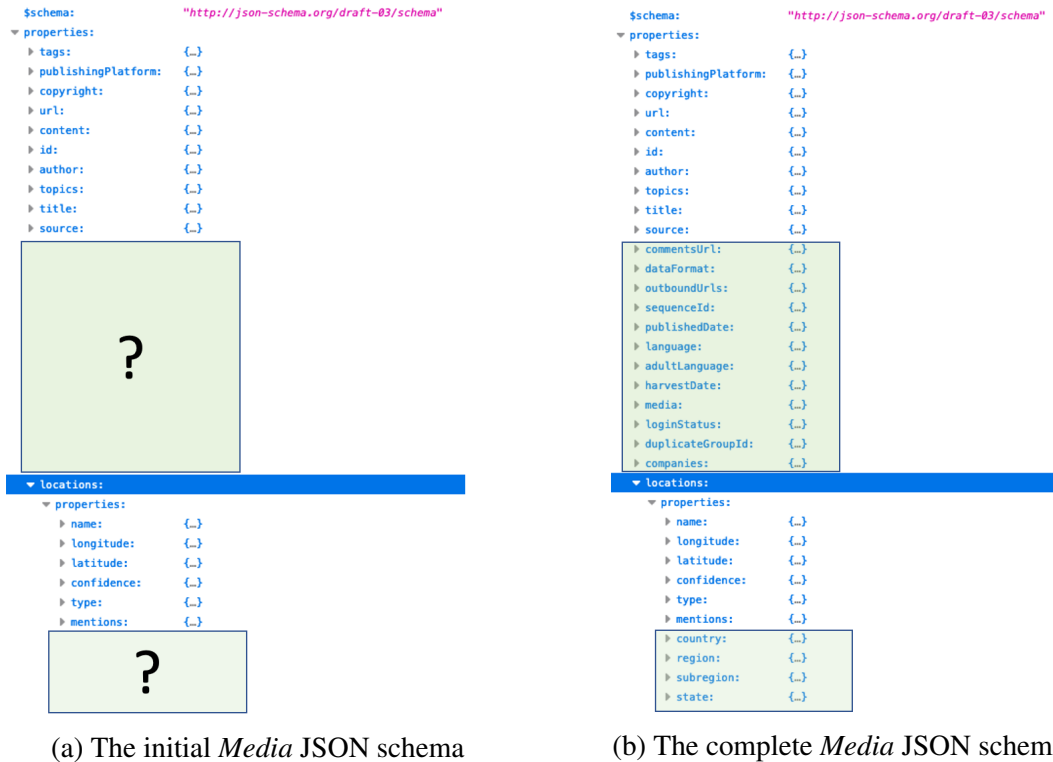 $schema: "http://json-schema.org/draft-03/schema"
properties:
tags: {…}
publishingPlatform: {…}
copyright: {…}
url: {…}
content: {…}
id: {…}
author: {…}
topics: {…}
title: {…}
source: {…}
?
locations:
properties:
name: {…}
longitude: {…}
latitude: {…}
confidence: {…}
type: {…}
mentions: {…}
?
(a) The initial Media JSON schema
$schema: "http://json-schema.org/draft-03/schema"
properties:
tags: {…}
publishingPlatform: {…}
copyright: {…}
url: {…}
content: {…}
id: {…}
author: {…}
topics: {…}
title: {…}
source: {…}
commentsUrl: {…}
dataFormat: {…}
outboundUrls: {…}
sequenceId: {…}
publishedDate: {…}
language: {…}
adultLanguage: {…}
harvestDate: {…}
media: {…}
loginStatus: {…}
duplicateGroupId: {…}
companies: {…}
locations:
properties:
name: {…}
longitude: {…}
latitude: {…}
confidence: {…}
type: {…}
mentions: {…}
country: {…}
region: {…}
subregion: {…}
state: {…}
(b) The complete Media JSON schem